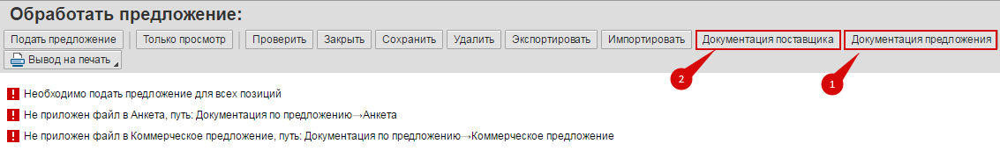 Обработать предложение:
Подать предложение Только просмотр Проверить Закрыть Сохранить Удалить Экспортировать Импортировать Документация поставщика Документация предложения
Вывод на печать
2 1
Необходимо подать предложение для всех позиций
Не приложен файл в Анкета, путь: Документация по предложению→Анкета
Не приложен файл в Коммерческое предложение, путь: Документация по предложению→Коммерческое предложение